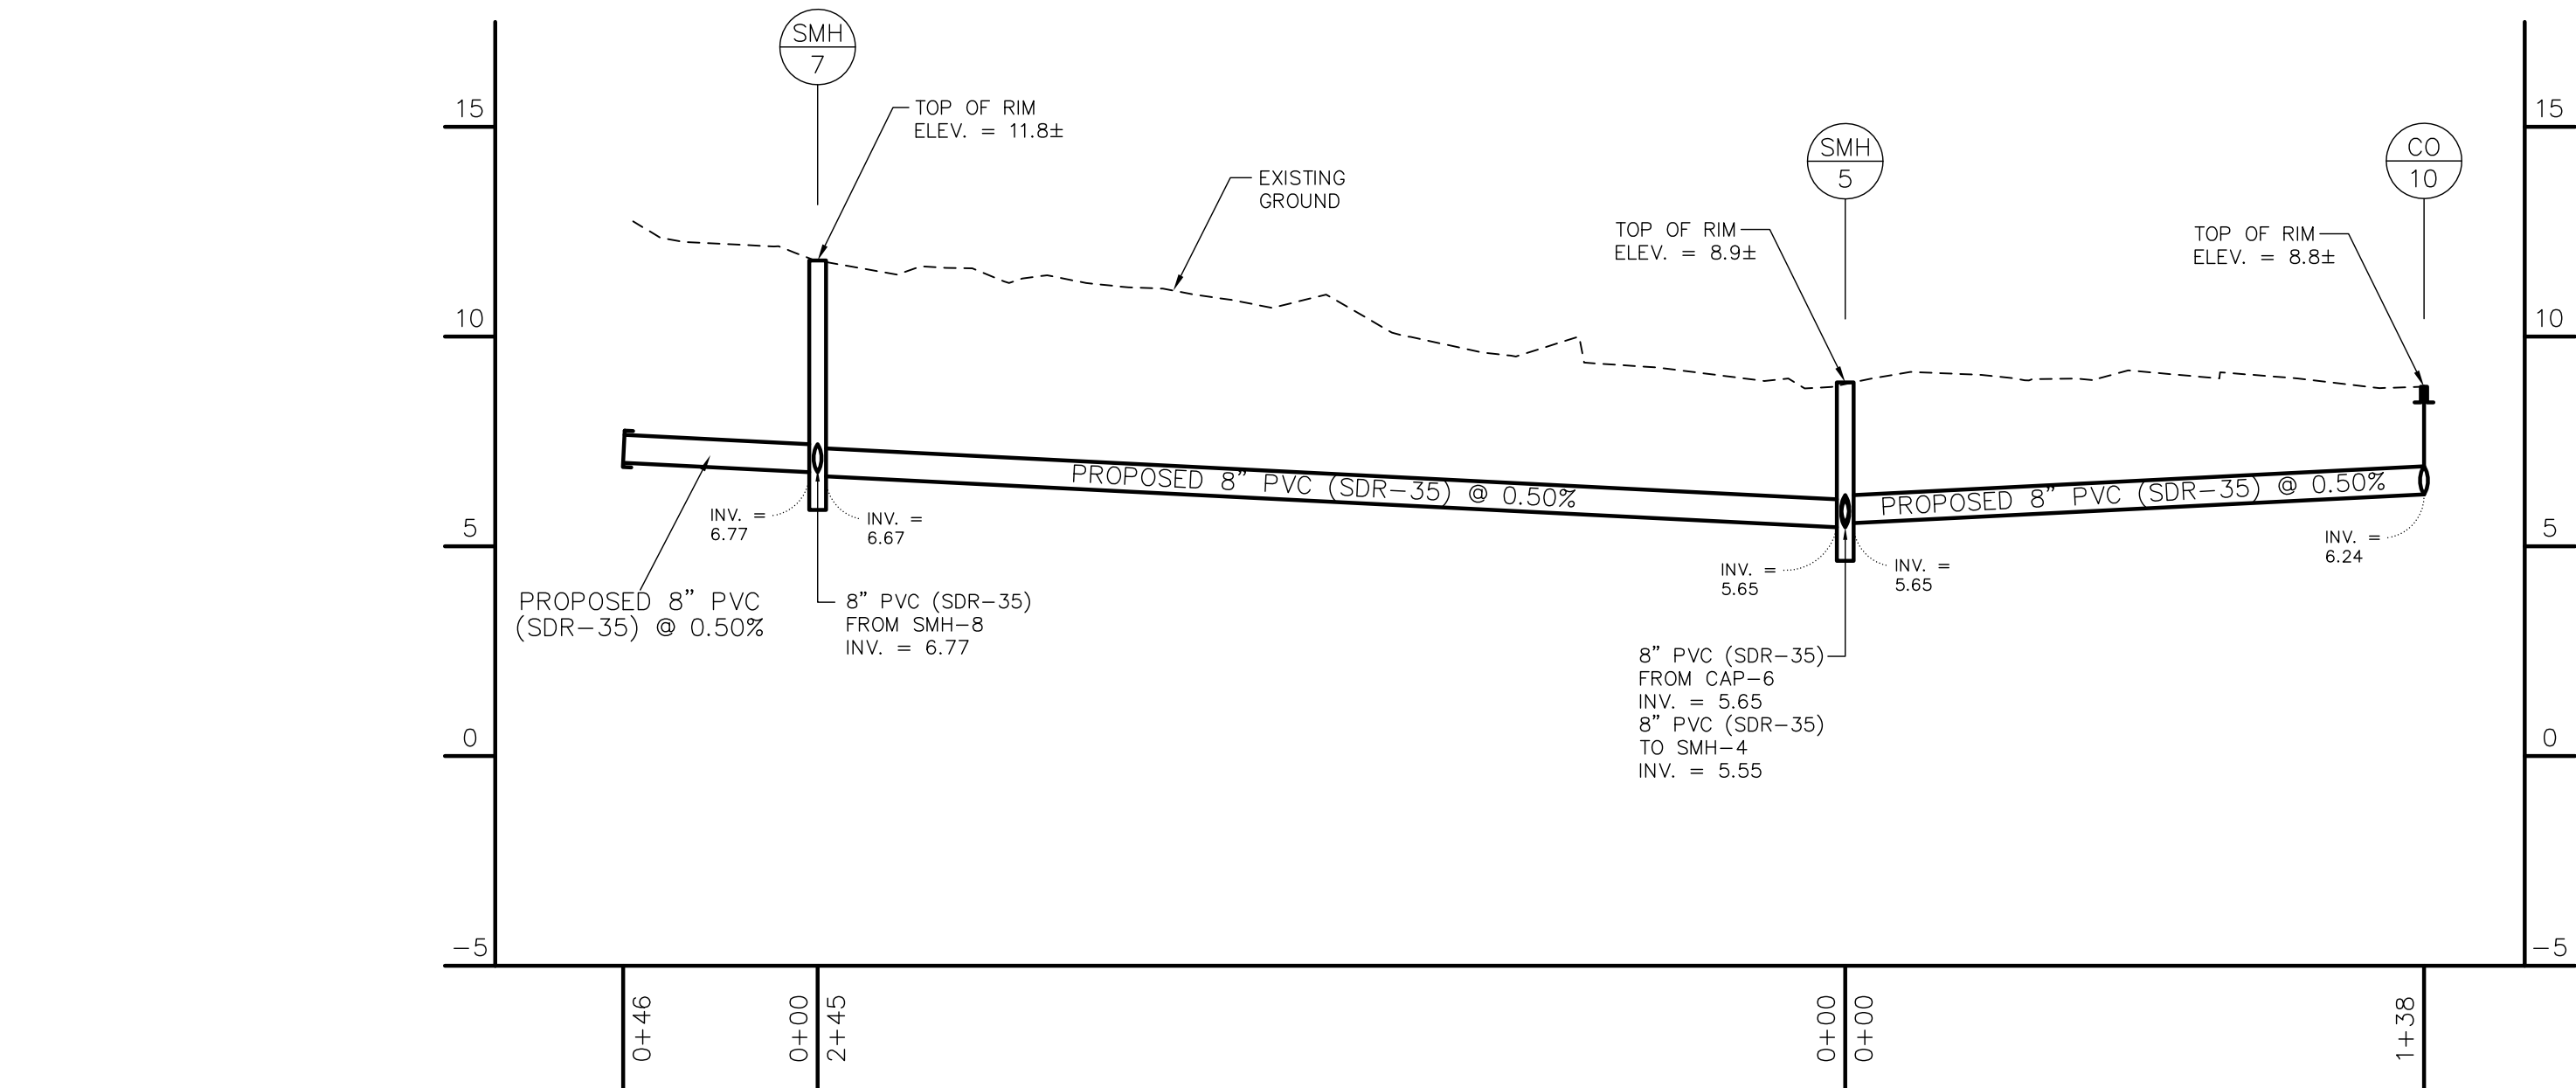 SMH
7
TOP OF RIM
ELEV. = 11.8±
EXISTING
GROUND
SMH
5
CO
10
TOP OF RIM
ELEV. = 8.9±
TOP OF RIM
ELEV. = 8.8±
15
10
5
0
-5
15
10
5
0
-5
PROPOSED 8" PVC (SDR-35) @ 0.50%
PROPOSED 8" PVC (SDR-35) @ 0.50%
INV. =
6.77
INV. =
6.67
PROPOSED 8" PVC
(SDR-35) @ 0.50%
8" PVC (SDR-35)
FROM SMH-8
INV. = 6.77
INV. =
5.65
INV. =
5.65
INV. =
6.24
8" PVC (SDR-35)
FROM CAP-6
INV. = 5.65
8" PVC (SDR-35)
TO SMH-4
INV. = 5.55
0+46
0+00
2+45
0+00
0+00
1+38